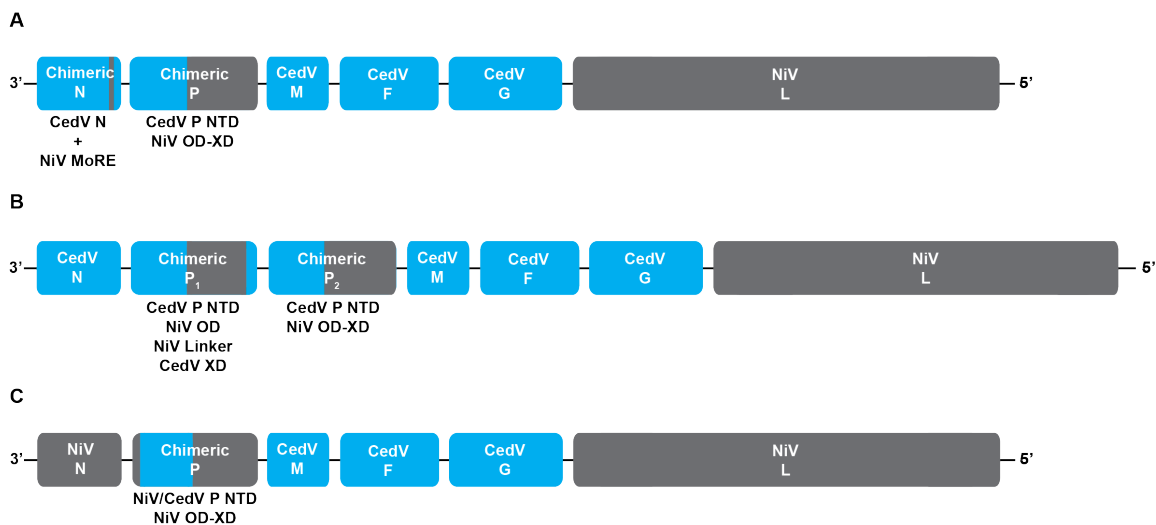 A
3’
Chimeric
N
Chimeric
P
CedV
M
CedV
F
CedV
G
NiV
L
5’
CedV N
+
NiV MoRE
CedV P NTD
NiV OD-XD
B
3’
CedV
N
Chimeric
P1
Chimeric
P2
CedV
M
CedV
F
CedV
G
NiV
L
5’
CedV P NTD
NiV OD
NiV Linker
CedV XD
CedV P NTD
NiV OD-XD
C
3’
NiV
N
Chimeric
P
CedV
M
CedV
F
CedV
G
NiV
L
5’
NiV/CedV P NTD
NiV OD-XD